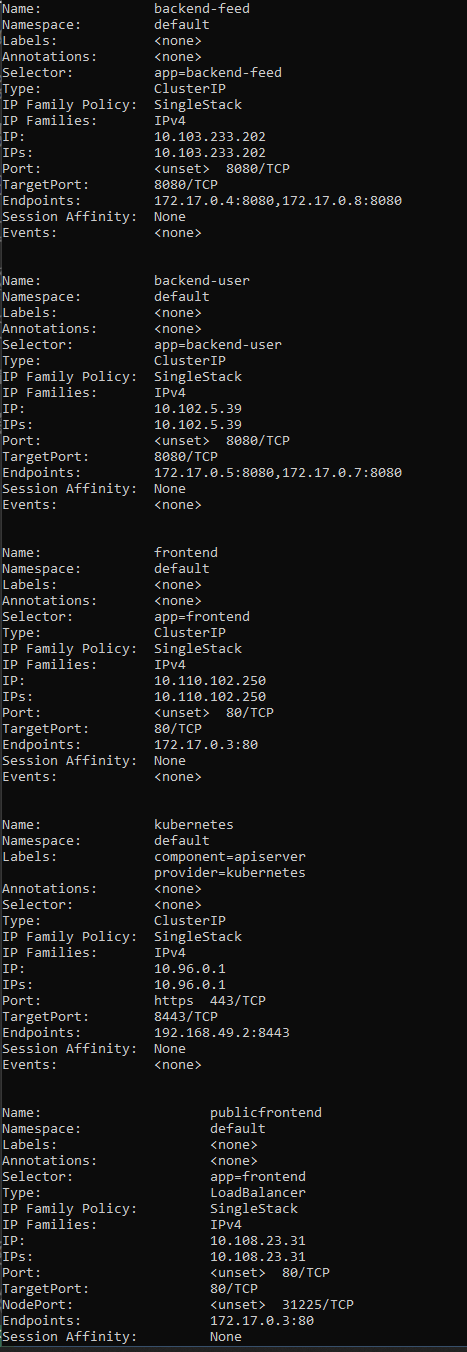 Name:              backend-feed
Namespace:         default
Labels:            <none>
Annotations:       <none>
Selector:          app=backend-feed
Type:              ClusterIP
IP Family Policy:  SingleStack
IP Families:       IPv4
IP:                10.103.233.202
IPs:               10.103.233.202
Port:              <unset>  8080/TCP
TargetPort:        8080/TCP
Endpoints:         172.17.0.4:8080,172.17.0.8:8080
Session Affinity:  None
Events:            <none>

Name:              backend-user
Namespace:         default
Labels:            <none>
Annotations:       <none>
Selector:          app=backend-user
Type:              ClusterIP
IP Family Policy:  SingleStack
IP Families:       IPv4
IP:                10.102.5.39
IPs:               10.102.5.39
Port:              <unset>  8080/TCP
TargetPort:        8080/TCP
Endpoints:         172.17.0.5:8080,172.17.0.7:8080
Session Affinity:  None
Events:            <none>

Name:              frontend
Namespace:         default
Labels:            <none>
Annotations:       <none>
Selector:          app=frontend
Type:              ClusterIP
IP Family Policy:  SingleStack
IP Families:       IPv4
IP:                10.110.102.250
IPs:               10.110.102.250
Port:              <unset>  80/TCP
TargetPort:        80/TCP
Endpoints:         172.17.0.3:80
Session Affinity:  None
Events:            <none>

Name:              kubernetes
Namespace:         default
Labels:            component=apiserver
                   provider=kubernetes
Annotations:       <none>
Selector:          <none>
Type:              ClusterIP
IP Family Policy:  SingleStack
IP Families:       IPv4
IP:                10.96.0.1
IPs:               10.96.0.1
Port:              https  443/TCP
TargetPort:        8443/TCP
Endpoints:         192.168.49.2:8443
Session Affinity:  None
Events:            <none>

Name:                     publicfrontend
Namespace:                default
Labels:                   <none>
Annotations:              <none>
Selector:                 app=frontend
Type:                     LoadBalancer
IP Family Policy:         SingleStack
IP Families:              IPv4
IP:                       10.108.23.31
IPs:                      10.108.23.31
Port:                     <unset>  80/TCP
TargetPort:               80/TCP
NodePort:                 <unset>  31225/TCP
Endpoints:                172.17.0.3:80
Session Affinity:         None